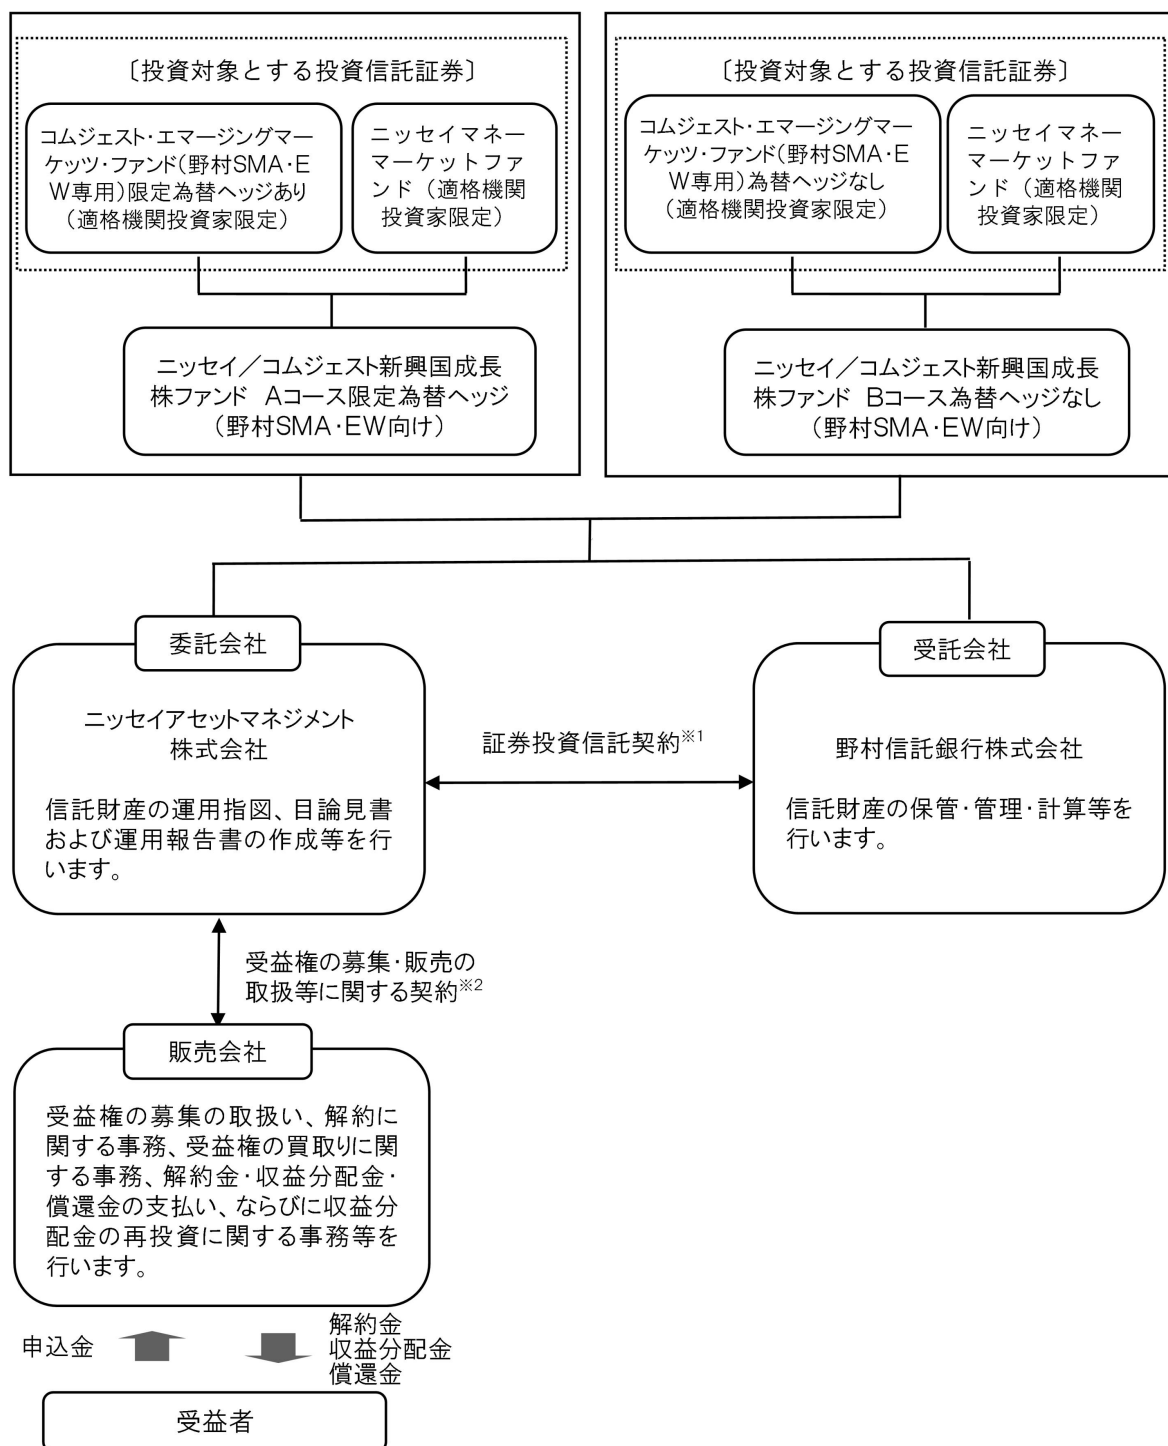 〔投資対象とする投資信託証券〕
コムジェスト・エマージングマー
ケッツ・ファンド(野村SMA・E
W専用)限定為替ヘッジあり
(適格機関投資家限定)
ニッセイマネー
マーケットファ
ンド（適格機関
投資家限定）
ニッセイ／コムジェスト新興国成長
株ファンド Aコース限定為替ヘッジ
（野村SMA・EW向け）
〔投資対象とする投資信託証券〕
コムジェスト・エマージングマー
ケッツ・ファンド(野村SMA・E
W専用)為替ヘッジなし
（適格機関投資家限定）
ニッセイマネー
マーケットファ
ンド（適格機関
投資家限定）
ニッセイ／コムジェスト新興国成長
株ファンド Bコース為替ヘッジなし
（野村SMA・EW向け）
委託会社
ニッセイアセットマネジメント
株式会社
信託財産の運用指図、目論見書
および運用報告書の作成等を行
います。
証券投資信託契約※1
受託会社
野村信託銀行株式会社
信託財産の保管・管理・計算等を
行います。
受益権の募集・販売の
取扱等に関する契約※2
販売会社
受益権の募集の取扱い、解約に
関する事務、受益権の買取りに関
する事務、解約金・収益分配金・
償還金の支払い、ならびに収益分
配金の再投資に関する事務等を
行います。
申込金
解約金
収益分配金
償還金
受益者